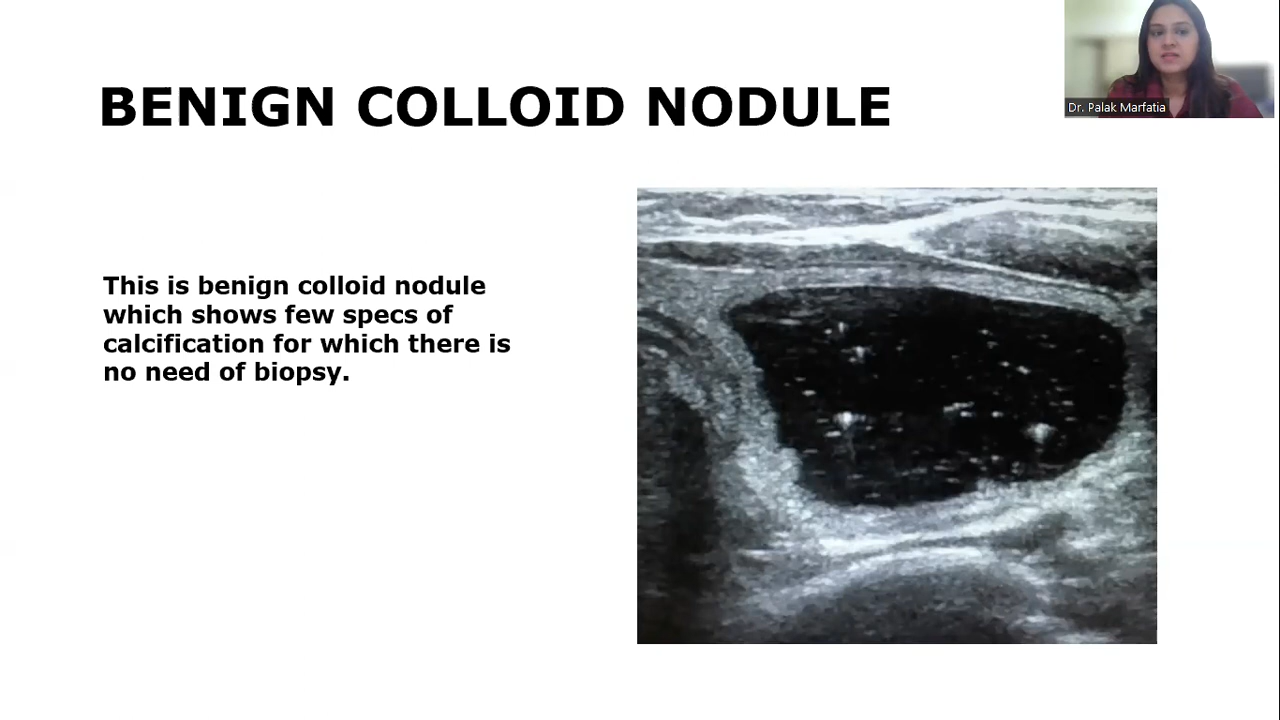 BENIGN COLLOID NODULE
Dr. Palak Marfatia
This is benign colloid nodule
which shows few specs of
calcification for which there is
no need of biopsy.